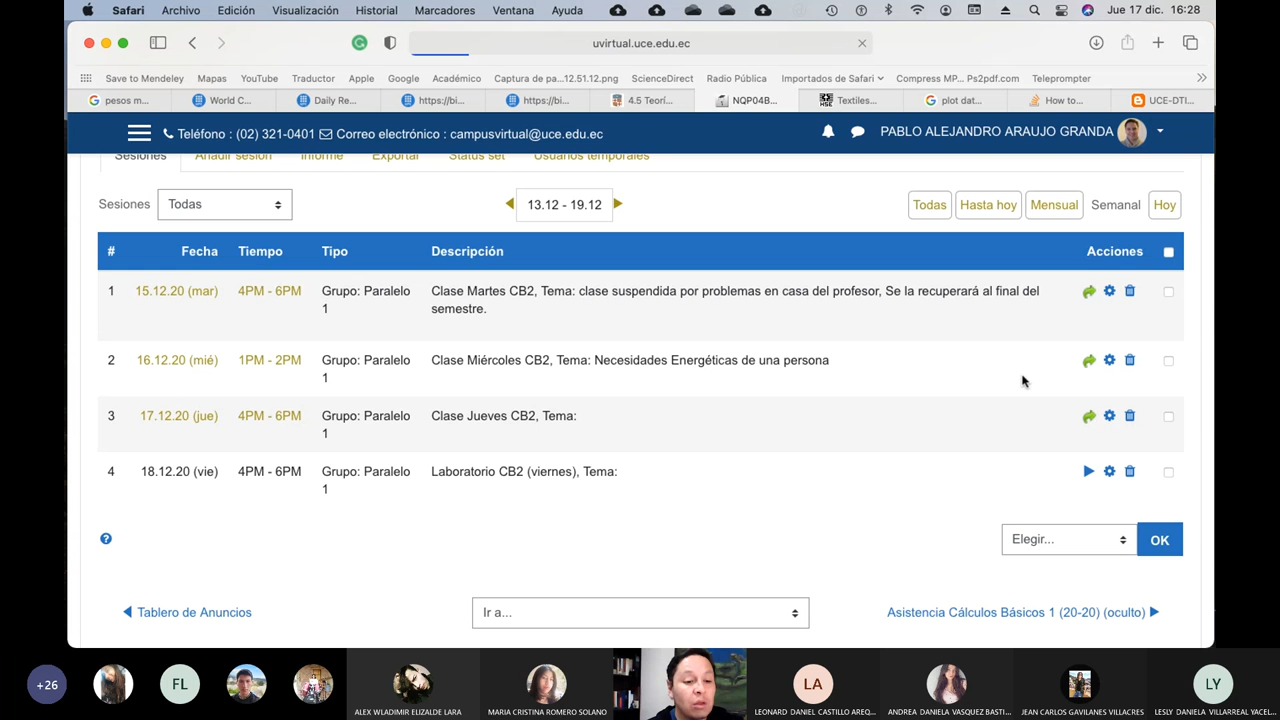 Safari Archivo Edición Visualización Historial Marcadores Ventana Ayuda Jue 17 dic. 16:28
uvirtual.uce.edu.ec
Save to Mendeley Mapas YouTube Traductor Apple Google Académico Captura de pa...12.51.12.png ScienceDirect Radio Pública Importados de Safari Compress MP... Ps2pdf.com Teleprompter
pesos m... World C... Daily Re... https://bi... https://bi... 4.5 Teorí... NQP04B... Textiles... plot dat... How to... UCE-DTI...
Teléfono : (02) 321-0401 Correo electrónico : campusvirtual@uce.edu.ec PABLO ALEJANDRO ARAUJO GRANDA
Sesiones Añadir sesión Informe Exportar Status set Usuarios temporales
Sesiones Todas 13.12 - 19.12 Todas Hasta hoy Mensual Semanal Hoy
# Fecha Tiempo Tipo Descripción Acciones
1 15.12.20 (mar) 4PM - 6PM Grupo: Paralelo Clase Martes CB2, Tema: clase suspendida por problemas en casa del profesor, Se la recuperará al final del
1 semestre.
2 16.12.20 (mié) 1PM - 2PM Grupo: Paralelo Clase Miércoles CB2, Tema: Necesidades Energéticas de una persona
1
3 17.12.20 (jue) 4PM - 6PM Grupo: Paralelo Clase Jueves CB2, Tema:
1
4 18.12.20 (vie) 4PM - 6PM Grupo: Paralelo Laboratorio CB2 (viernes), Tema:
1
? Elegir... OK
Tablero de Anuncios Ir a... Asistencia Cálculos Básicos 1 (20-20) (oculto)
+26 FL LA LY
ALEX WLADIMIR ELIZALDE LARA MARIA CRISTINA ROMERO SOLANO LEONARD DANIEL CASTILLO AREQ... ANDREA DANIELA VASQUEZ BASTI... JEAN CARLOS GAVILANES VILLACRES LESLY DANIELA VILLARREAL YACEL...